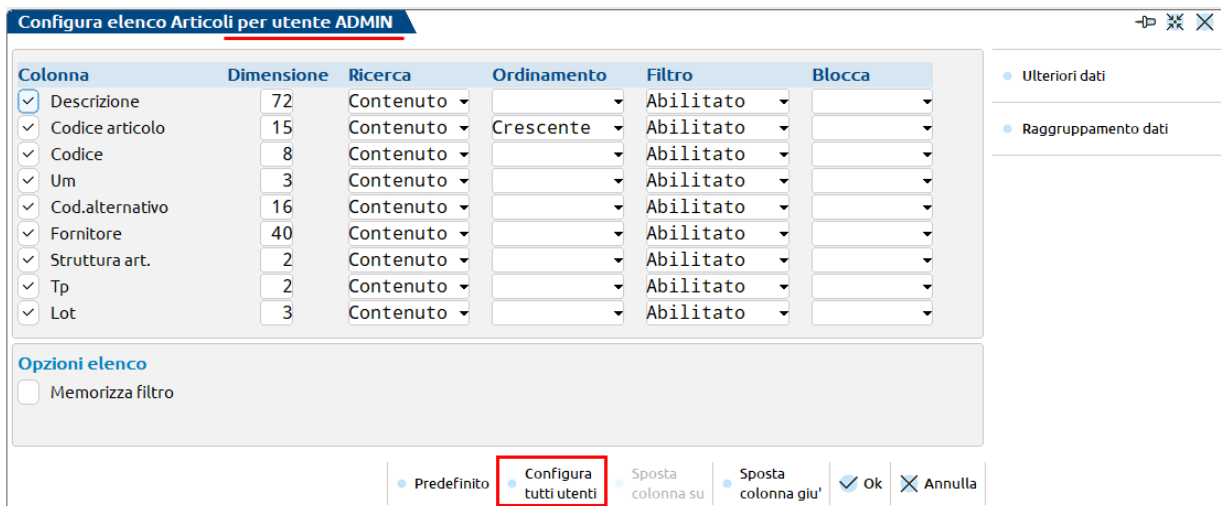 Configura elenco Articoli per utente ADMIN
Colonna Dimensione Ricerca Ordinamento Filtro Blocca
Descrizione 72 Contenuto Abilitato
Codice articolo 15 Contenuto Crescente Abilitato
Codice 8 Contenuto Abilitato
Um 3 Contenuto Abilitato
Cod.alternativo 16 Contenuto Abilitato
Fornitore 40 Contenuto Abilitato
Struttura art. 2 Contenuto Abilitato
Tp 2 Contenuto Abilitato
Lot 3 Contenuto Abilitato
Ulteriori dati
Raggruppamento dati
Opzioni elenco
Memorizza filtro
Predefinito
Configura
tutti utenti
Sposta
colonna su
Sposta
colonna giu'
Ok
Annulla